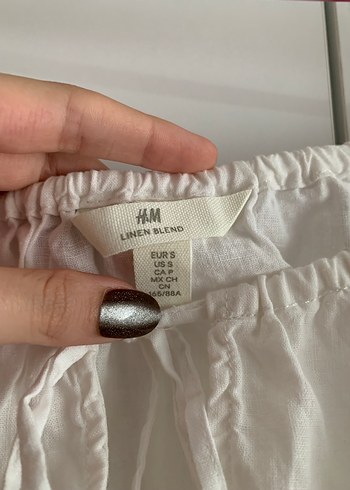 H&M
LINEN BLEND
EUR S
US S
CA P
MX CH
CN
165/88A